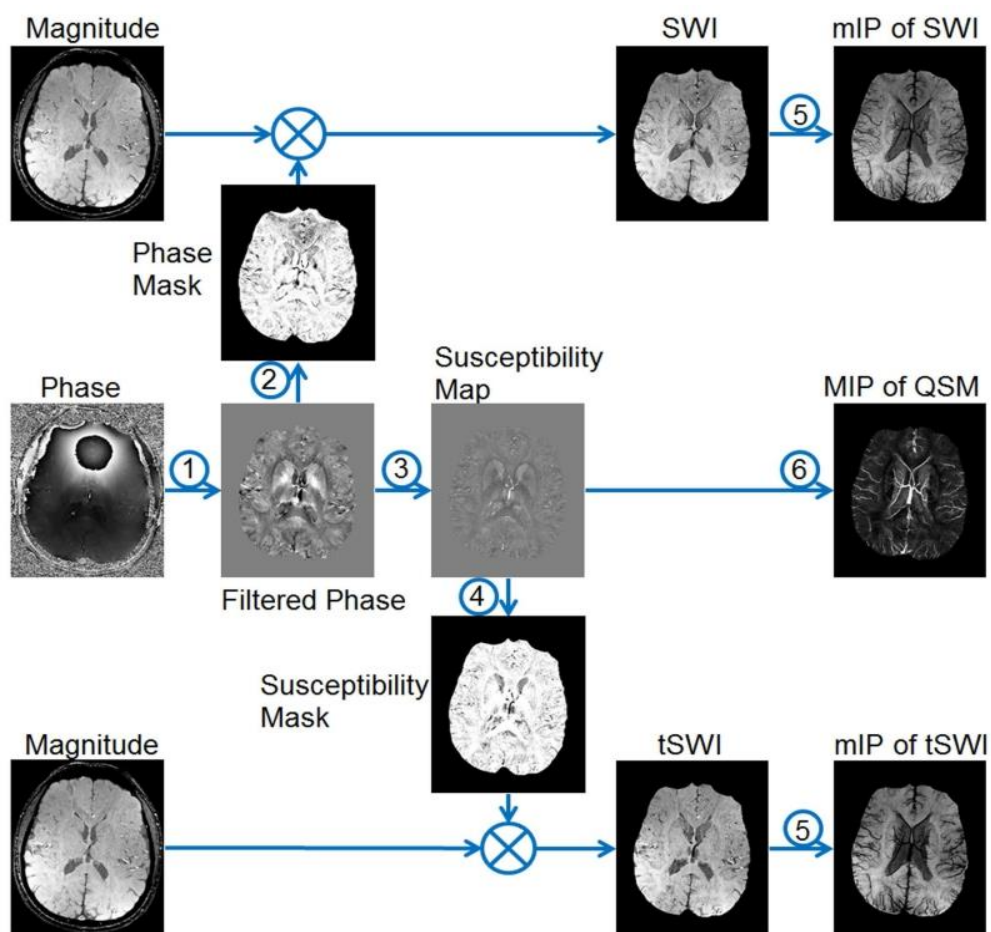 Magnitude
SWI
mIP of SWI
5
Phase
Mask
2
Susceptibility
Map
Phase
MIP of QSM
1
3
6
Filtered Phase
4
Susceptibility
Mask
Magnitude
tSWI
mIP of tSWI
5